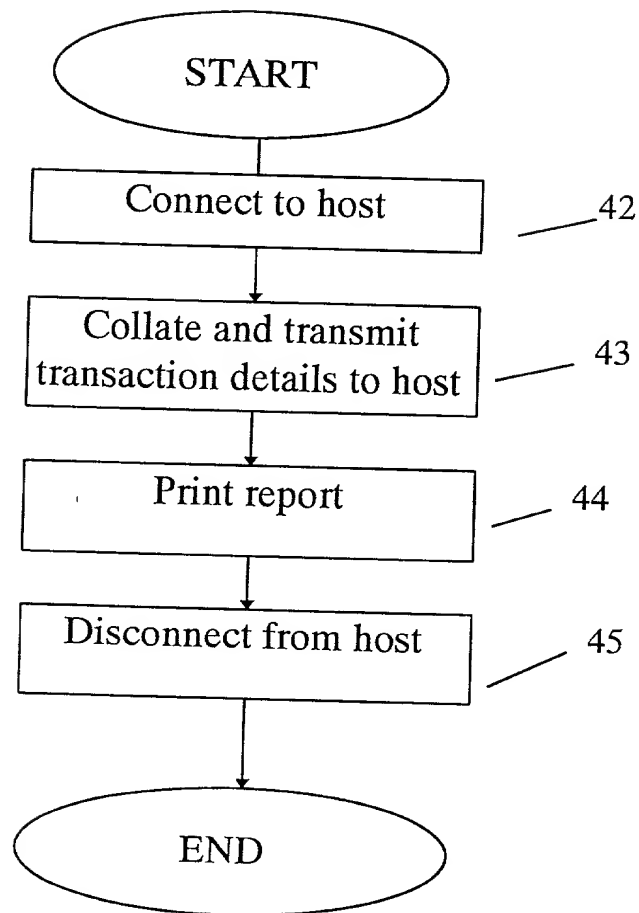 START
Connect to host
42
Collate and transmit
transaction details to host
43
Print report
44
Disconnect from host
45
END